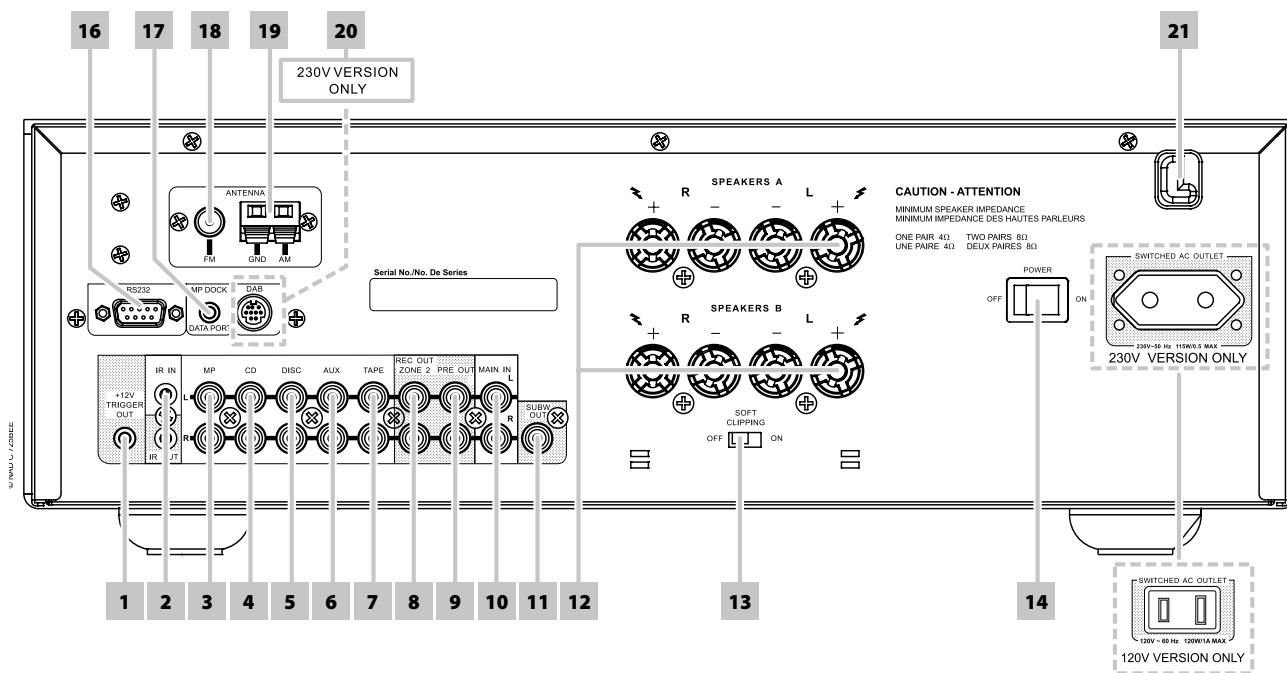 16 17 18 19 20 21
230V VERSION
ONLY
ANTENNA
FM GND AM
RS232
MP DOCK
DATA PORT
DAB
Serial No./No. De Series
SPEAKERS A
R L
+ − − +
SPEAKERS B
R L
+ − − +
CAUTION - ATTENTION
MINIMUM SPEAKER IMPEDANCE
MINIMUM IMPEDANCE DES HAUTES PARLEURS
ONE PAIR 4Ω TWO PAIRS 8Ω
UNE PAIRE 4Ω DEUX PAIRES 8Ω
POWER
OFF ON
SWITCHED AC OUTLET
230V~50 Hz 115W/0.5 MAX
230V VERSION ONLY
+12V
TRIGGER
OUT
IR IN
IR OUT
MP CD DISC AUX TAPE
REC OUT
ZONE 2 PRE OUT MAIN IN
L
R
L
R
SUBW
OUT
SOFT
CLIPPING
OFF ON
1 2 3 4 5 6 7 8 9 10 11 12 13 14
SWITCHED AC OUTLET
120V ~ 60 Hz 120W/1A MAX
120V VERSION ONLY